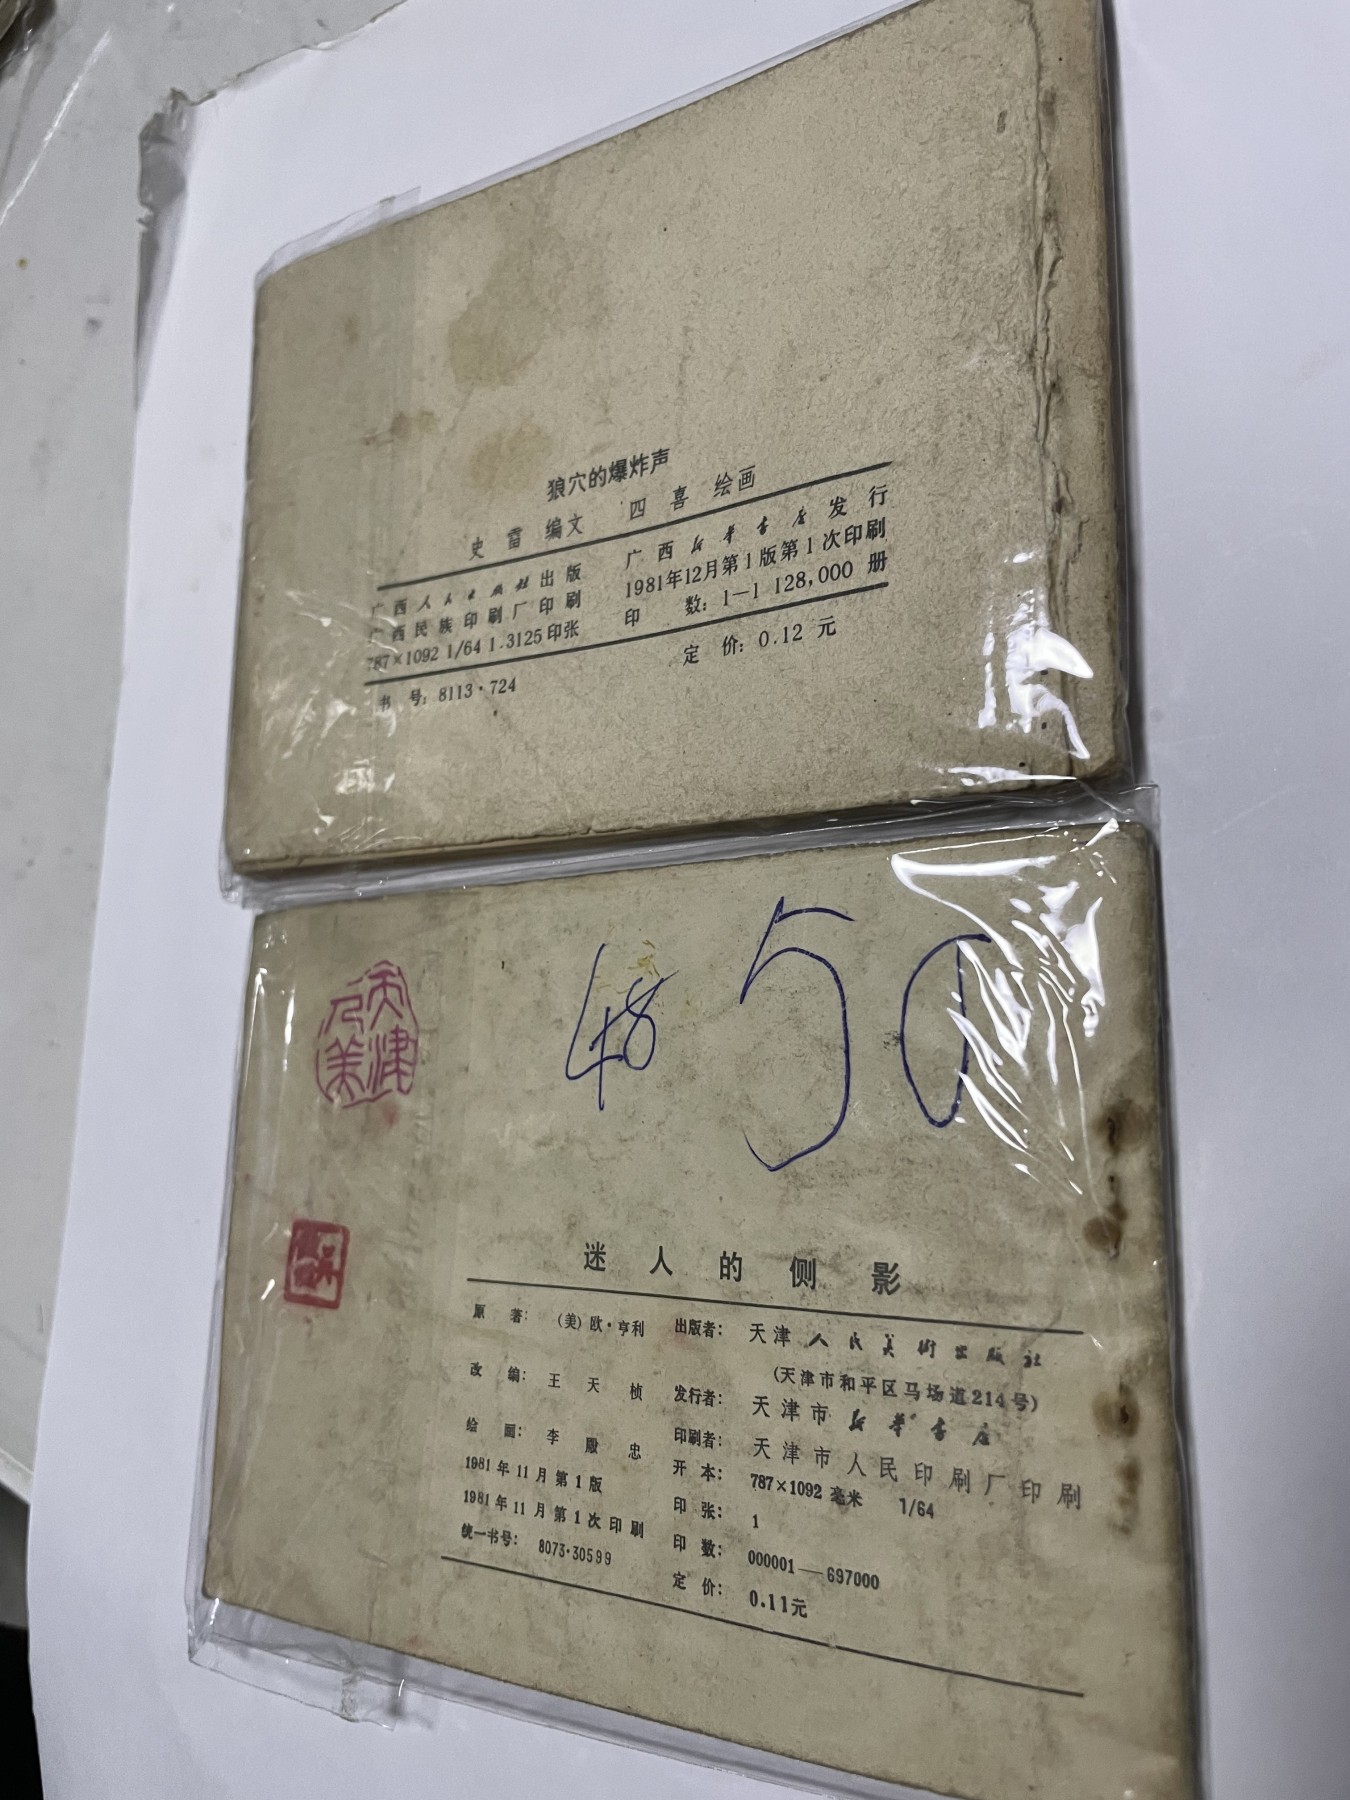 狼穴的爆炸声
史雷 编文 四喜 绘画
广西人民出版社出版 广西新华书店发行
广西民族印刷厂印刷 1981年12月第1版第1次印刷
787×1092 1/64 1.3125印张 印 数：1—1 128,000 册
书 号：8113·724 定 价：0.12 元
天津
人美
48 50
迷人的侧影
原 著：（美）欧·亨利 出版者：天津人民美術出版社
（天津市和平区马场道214号）
改 编：王天桢 发行者：天津市新华书店
绘 画：李殿忠 印刷者：天津市人民印刷厂印刷
1981年11月第1版 开 本：787×1092毫米 1/64
1981年11月第1次印刷 印 张：1
统一书号：8073·30599 印 数：000001—697000
定 价：0.11元